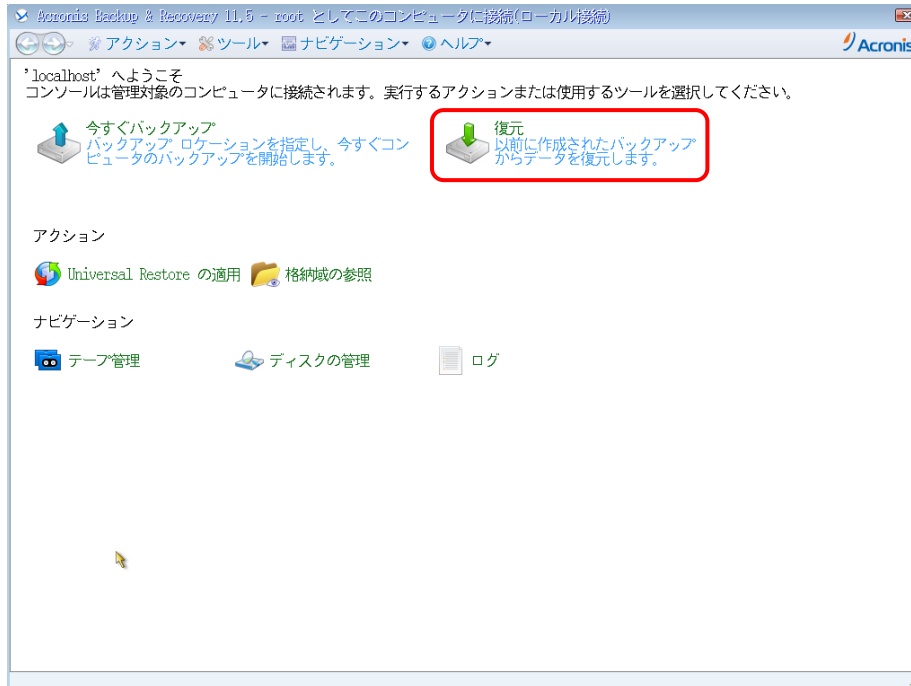 Acronis Backup & Recovery 11.5 - root としてこのコンピュータに接続(ローカル接続)
アクション ツール ナビゲーション ヘルプ Acronis
'localhost' へようこそ
コンソールは管理対象のコンピュータに接続されます。実行するアクションまたは使用するツールを選択してください。
今すぐバックアップ
バックアップ ロケーションを指定し、今すぐコン
ピュータのバックアップを開始します。
復元
以前に作成されたバックアップ
からデータを復元します。
アクション
Universal Restore の適用 格納域の参照
ナビゲーション
テープ管理 ディスクの管理 ログ